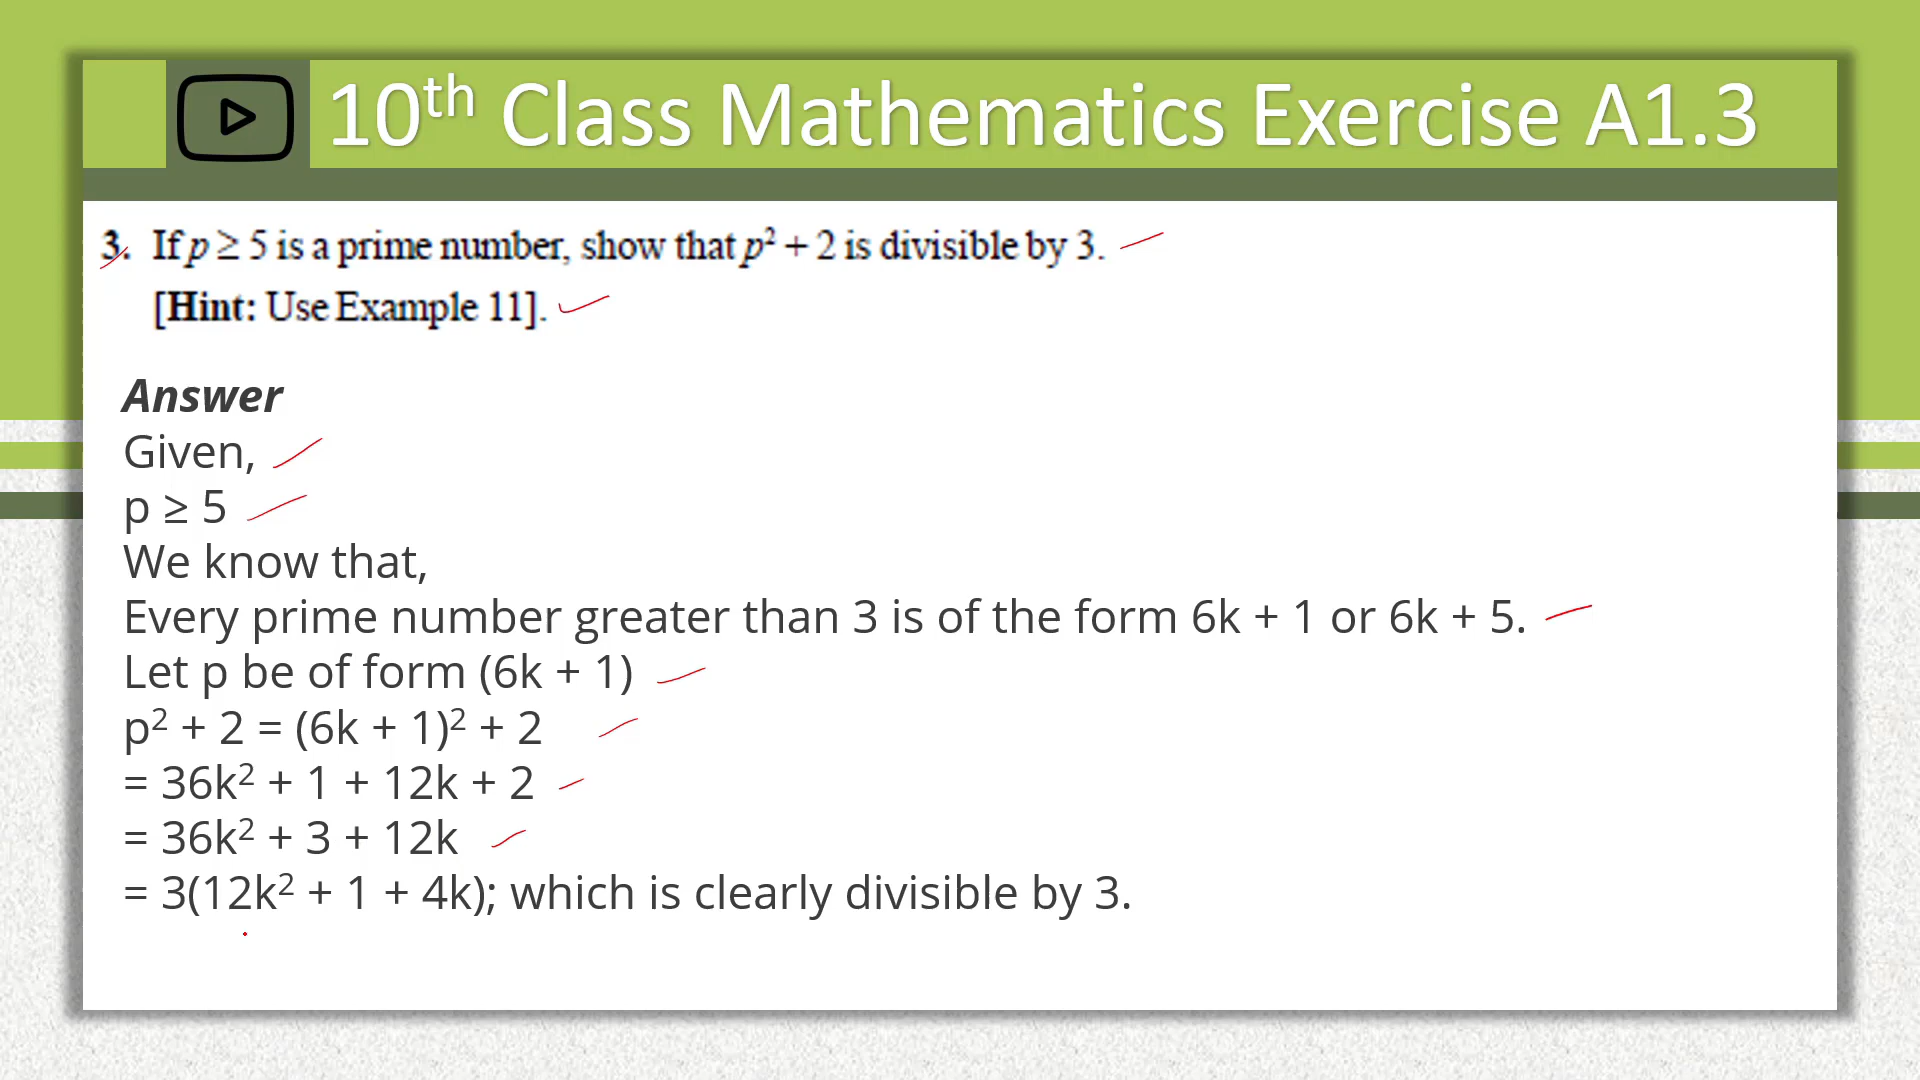 10th Class Mathematics Exercise A1.3
3. If p ≥ 5 is a prime number, show that p² + 2 is divisible by 3.
[Hint: Use Example 11].
Answer
Given,
p ≥ 5
We know that,
Every prime number greater than 3 is of the form 6k + 1 or 6k + 5.
Let p be of form (6k + 1)
p² + 2 = (6k + 1)² + 2
= 36k² + 1 + 12k + 2
= 36k² + 3 + 12k
= 3(12k² + 1 + 4k); which is clearly divisible by 3.